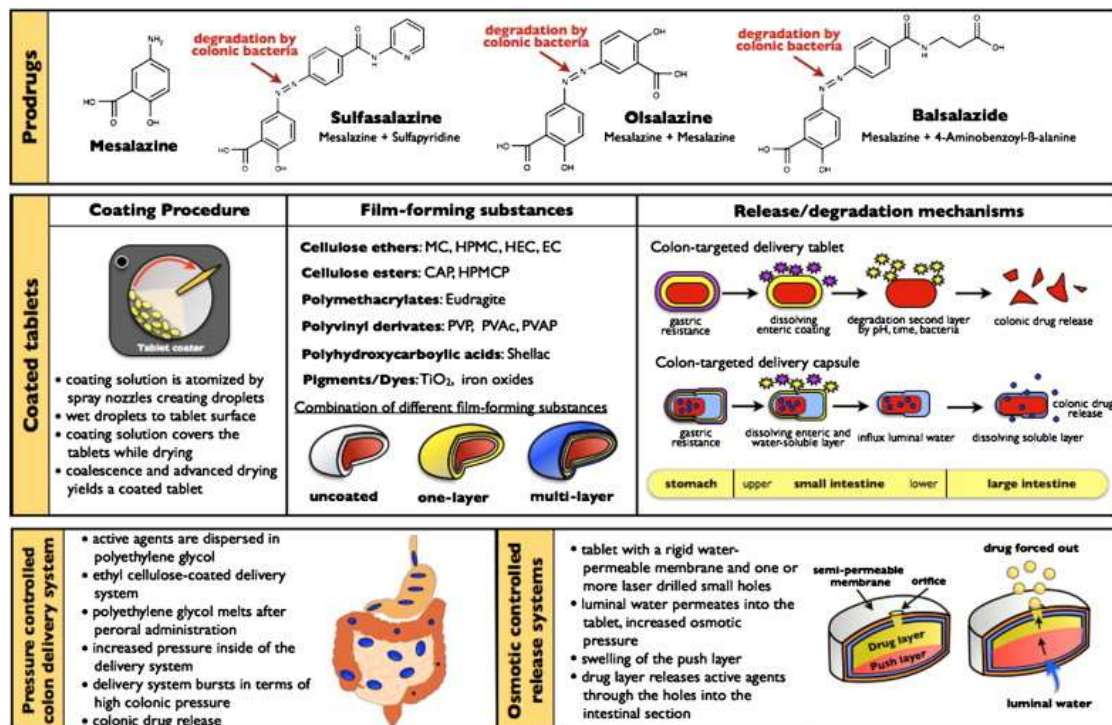 Prodrugs
degradation by
colonic bacteria
degradation by
colonic bacteria
degradation by
colonic bacteria
NH₂
HO
O
OH
Mesalazine
O
N
H
N
N
N
HO
O
OH
Sulfasalazine
Mesalazine + Sulfapyridine
OH
OH
O
N
N
HO
O
OH
Olsalazine
Mesalazine + Mesalazine
O
O
N
H
OH
N
N
HO
O
OH
Balsalazide
Mesalazine + 4-Aminobenzoyl-ß-alanine
Coated tablets
Coating Procedure
Tablet coater
• coating solution is atomized by
spray nozzles creating droplets
• wet droplets to tablet surface
• coating solution covers the
tablets while drying
• coalescence and advanced drying
yields a coated tablet
Film-forming substances
Cellulose ethers: MC, HPMC, HEC, EC
Cellulose esters: CAP, HPMCP
Polymethacrylates: Eudragite
Polyvinyl derivates: PVP, PVAc, PVAP
Polyhydroxycarboylic acids: Shellac
Pigments/Dyes: TiO₂, iron oxides
Combination of different film-forming substances
uncoated
one-layer
multi-layer
Release/degradation mechanisms
Colon-targeted delivery tablet
gastric
resistance
dissolving
enteric coating
degradation second layer
by pH, time, bacteria
colonic drug release
Colon-targeted delivery capsule
gastric
resistance
dissolving enteric and
water-soluble layer
influx luminal water
dissolving soluble layer
colonic drug
release
stomach
upper small intestine lower
large intestine
Pressure controlled
colon delivery system
• active agents are dispersed in
polyethylene glycol
• ethyl cellulose-coated delivery
system
• polyethylene glycol melts after
peroral administration
• increased pressure inside of the
delivery system
• delivery system bursts in terms of
high colonic pressure
• colonic drug release
Osmotic controlled
release systems
• tablet with a rigid water-
permeable membrane and one or
more laser drilled small holes
• luminal water permeates into the
tablet, increased osmotic
pressure
• swelling of the push layer
• drug layer releases active agents
through the holes into the
intestinal section
semi-permeable
membrane
orifice
Drug layer
Push layer
drug forced out
luminal water